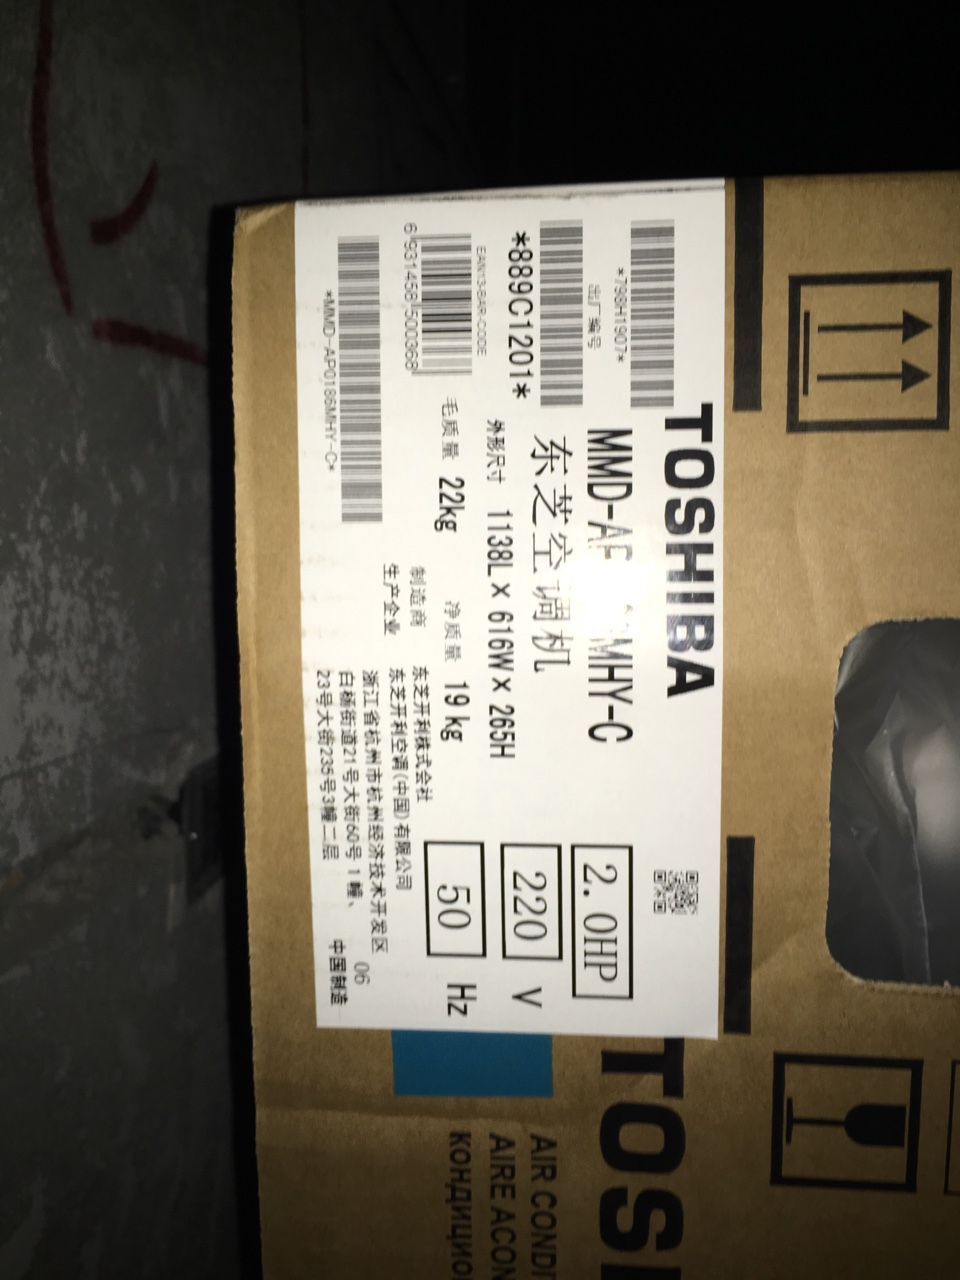 TOSHIBA
*798H1907*
出厂编号
*889C1201*
MMD-AP MHY-C
东芝空调机
2.0HP
外形尺寸 1138L×616W×265H
220 V
EAN13-BAR-CODE
6 931458 500368
毛质量 22kg 净质量 19kg
50 Hz
制造商 东芝开利株式会社
生产企业 东芝开利空调(中国)有限公司
浙江省杭州市杭州经济技术开发区
白杨街道21号大街60号1幢、
23号大街235号3幢二层
06
中国制造
*MMD-AP0186MHY-C*
TOS
AIR CONDI
AIRE ACON
КОНДИЦИО